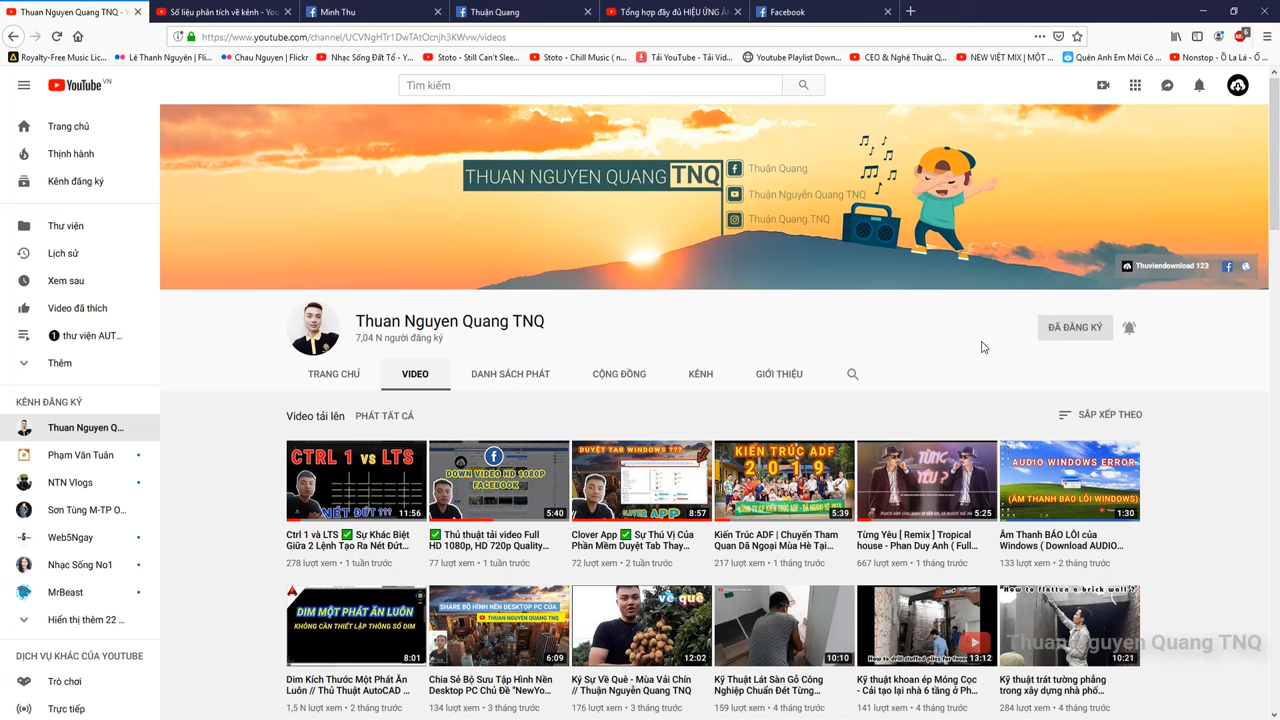 Thuan Nguyen Quang TNQ -
Số liệu phân tích về kênh - You
Minh Thu
Thuận Quang
Tổng hợp đầy đủ HIỆU ỨNG Â
Facebook
https://www.youtube.com/channel/UCVNgHTr1DwTAtOcnjh3KWvw/videos
Royalty-Free Music Lic...
Lê Thanh Nguyên | Fli...
Chau Nguyen | Flickr
Nhạc Sống Đất Tổ - Y...
Stoto - Still Can't Slee...
Stoto - Chill Music ( n...
Tải YouTube - Tải Vid...
Youtube Playlist Down...
CEO & Nghệ Thuật Q...
NEW VIỆT MIX | MỘT ...
Quên Anh Em Mới Có ...
Nonstop - Ô La Lá - Ố ...
YouTube VN
Tìm kiếm
6
Trang chủ
Thịnh hành
Kênh đăng ký
Thư viện
Lịch sử
Xem sau
Video đã thích
thư viện AUT...
Thêm
KÊNH ĐĂNG KÝ
Thuan Nguyen Q...
Phạm Văn Tuân
NTN Vlogs
Sơn Tùng M-TP O...
Web5Ngay
Nhạc Sống No1
MrBeast
Hiển thị thêm 22 ...
DỊCH VỤ KHÁC CỦA YOUTUBE
Trò chơi
Trực tiếp
THUAN NGUYEN QUANG TNQ
Thuận Quang
Thuận Nguyễn Quang TNQ
Thuận.Quang.TNQ
Thuviendownload 123
Thuan Nguyen Quang TNQ
7,04 N người đăng ký
ĐÃ ĐĂNG KÝ
TRANG CHỦ
VIDEO
DANH SÁCH PHÁT
CỘNG ĐỒNG
KÊNH
GIỚI THIỆU
Video tải lên
PHÁT TẤT CẢ
SẮP XẾP THEO
CTRL 1 vs LTS
NÉT ĐỨT ???
11:56
DOWN VIDEO HD 1080P
FACEBOOK
5:40
DUYỆT TAB WINDOWS ???
CLOVER APP
8:57
KIẾN TRÚC ADF
2019
5:39
TỪNG
YÊU ?
5:25
AUDIO WINDOWS ERROR
(ÂM THANH BÁO LỖI WINDOWS)
1:30
Ctrl 1 và LTS ✅ Sự Khác Biệt
Giữa 2 Lệnh Tạo Ra Nét Đứt...
278 lượt xem • 1 tuần trước
✅ Thủ thuật tải video Full
HD 1080p, HD 720p Quality...
77 lượt xem • 1 tuần trước
Clover App ✅ Sự Thú Vị Của
Phần Mềm Duyệt Tab Thay...
72 lượt xem • 2 tuần trước
Kiến Trúc ADF | Chuyến Tham
Quan Dã Ngoại Mùa Hè Tại...
217 lượt xem • 1 tháng trước
Từng Yêu [ Remix ] Tropical
house - Phan Duy Anh ( Full...
667 lượt xem • 1 tháng trước
Âm Thanh BÁO LỖI của
Windows ( Download AUDIO...
133 lượt xem • 2 tháng trước
DIM MỘT PHÁT ĂN LUÔN
KHÔNG CẦN THIẾT LẬP THÔNG SỐ DIM
8:01
SHARE BỘ HÌNH NỀN DESKTOP PC CỦA
THUAN NGUYEN QUANG TNQ
6:09
về quê
12:02
10:10
How to drill stuffed piles for foun
13:12
How to flatten a brick wall ?
10:21
Thuan Nguyen Quang TNQ
Dim Kích Thước Một Phát Ăn
Luôn // Thủ Thuật AutoCAD ...
1,5 N lượt xem • 2 tháng trước
Chia Sẻ Bộ Sưu Tập Hình Nền
Desktop PC Chủ Đề "NewYo...
134 lượt xem • 3 tháng trước
Ký Sự Về Quê - Mùa Vải Chín
// Thuận Nguyễn Quang TNQ
176 lượt xem • 3 tháng trước
Kỹ Thuật Lát Sàn Gỗ Công
Nghiệp Chuẩn Đét Từng...
159 lượt xem • 4 tháng trước
Kỹ thuật khoan ép Móng Cọc -
Cải tạo lại nhà 6 tầng ở Ph...
141 lượt xem • 4 tháng trước
Kỹ thuật trát tường phẳng
trong xây dựng nhà phố...
284 lượt xem • 4 tháng trước